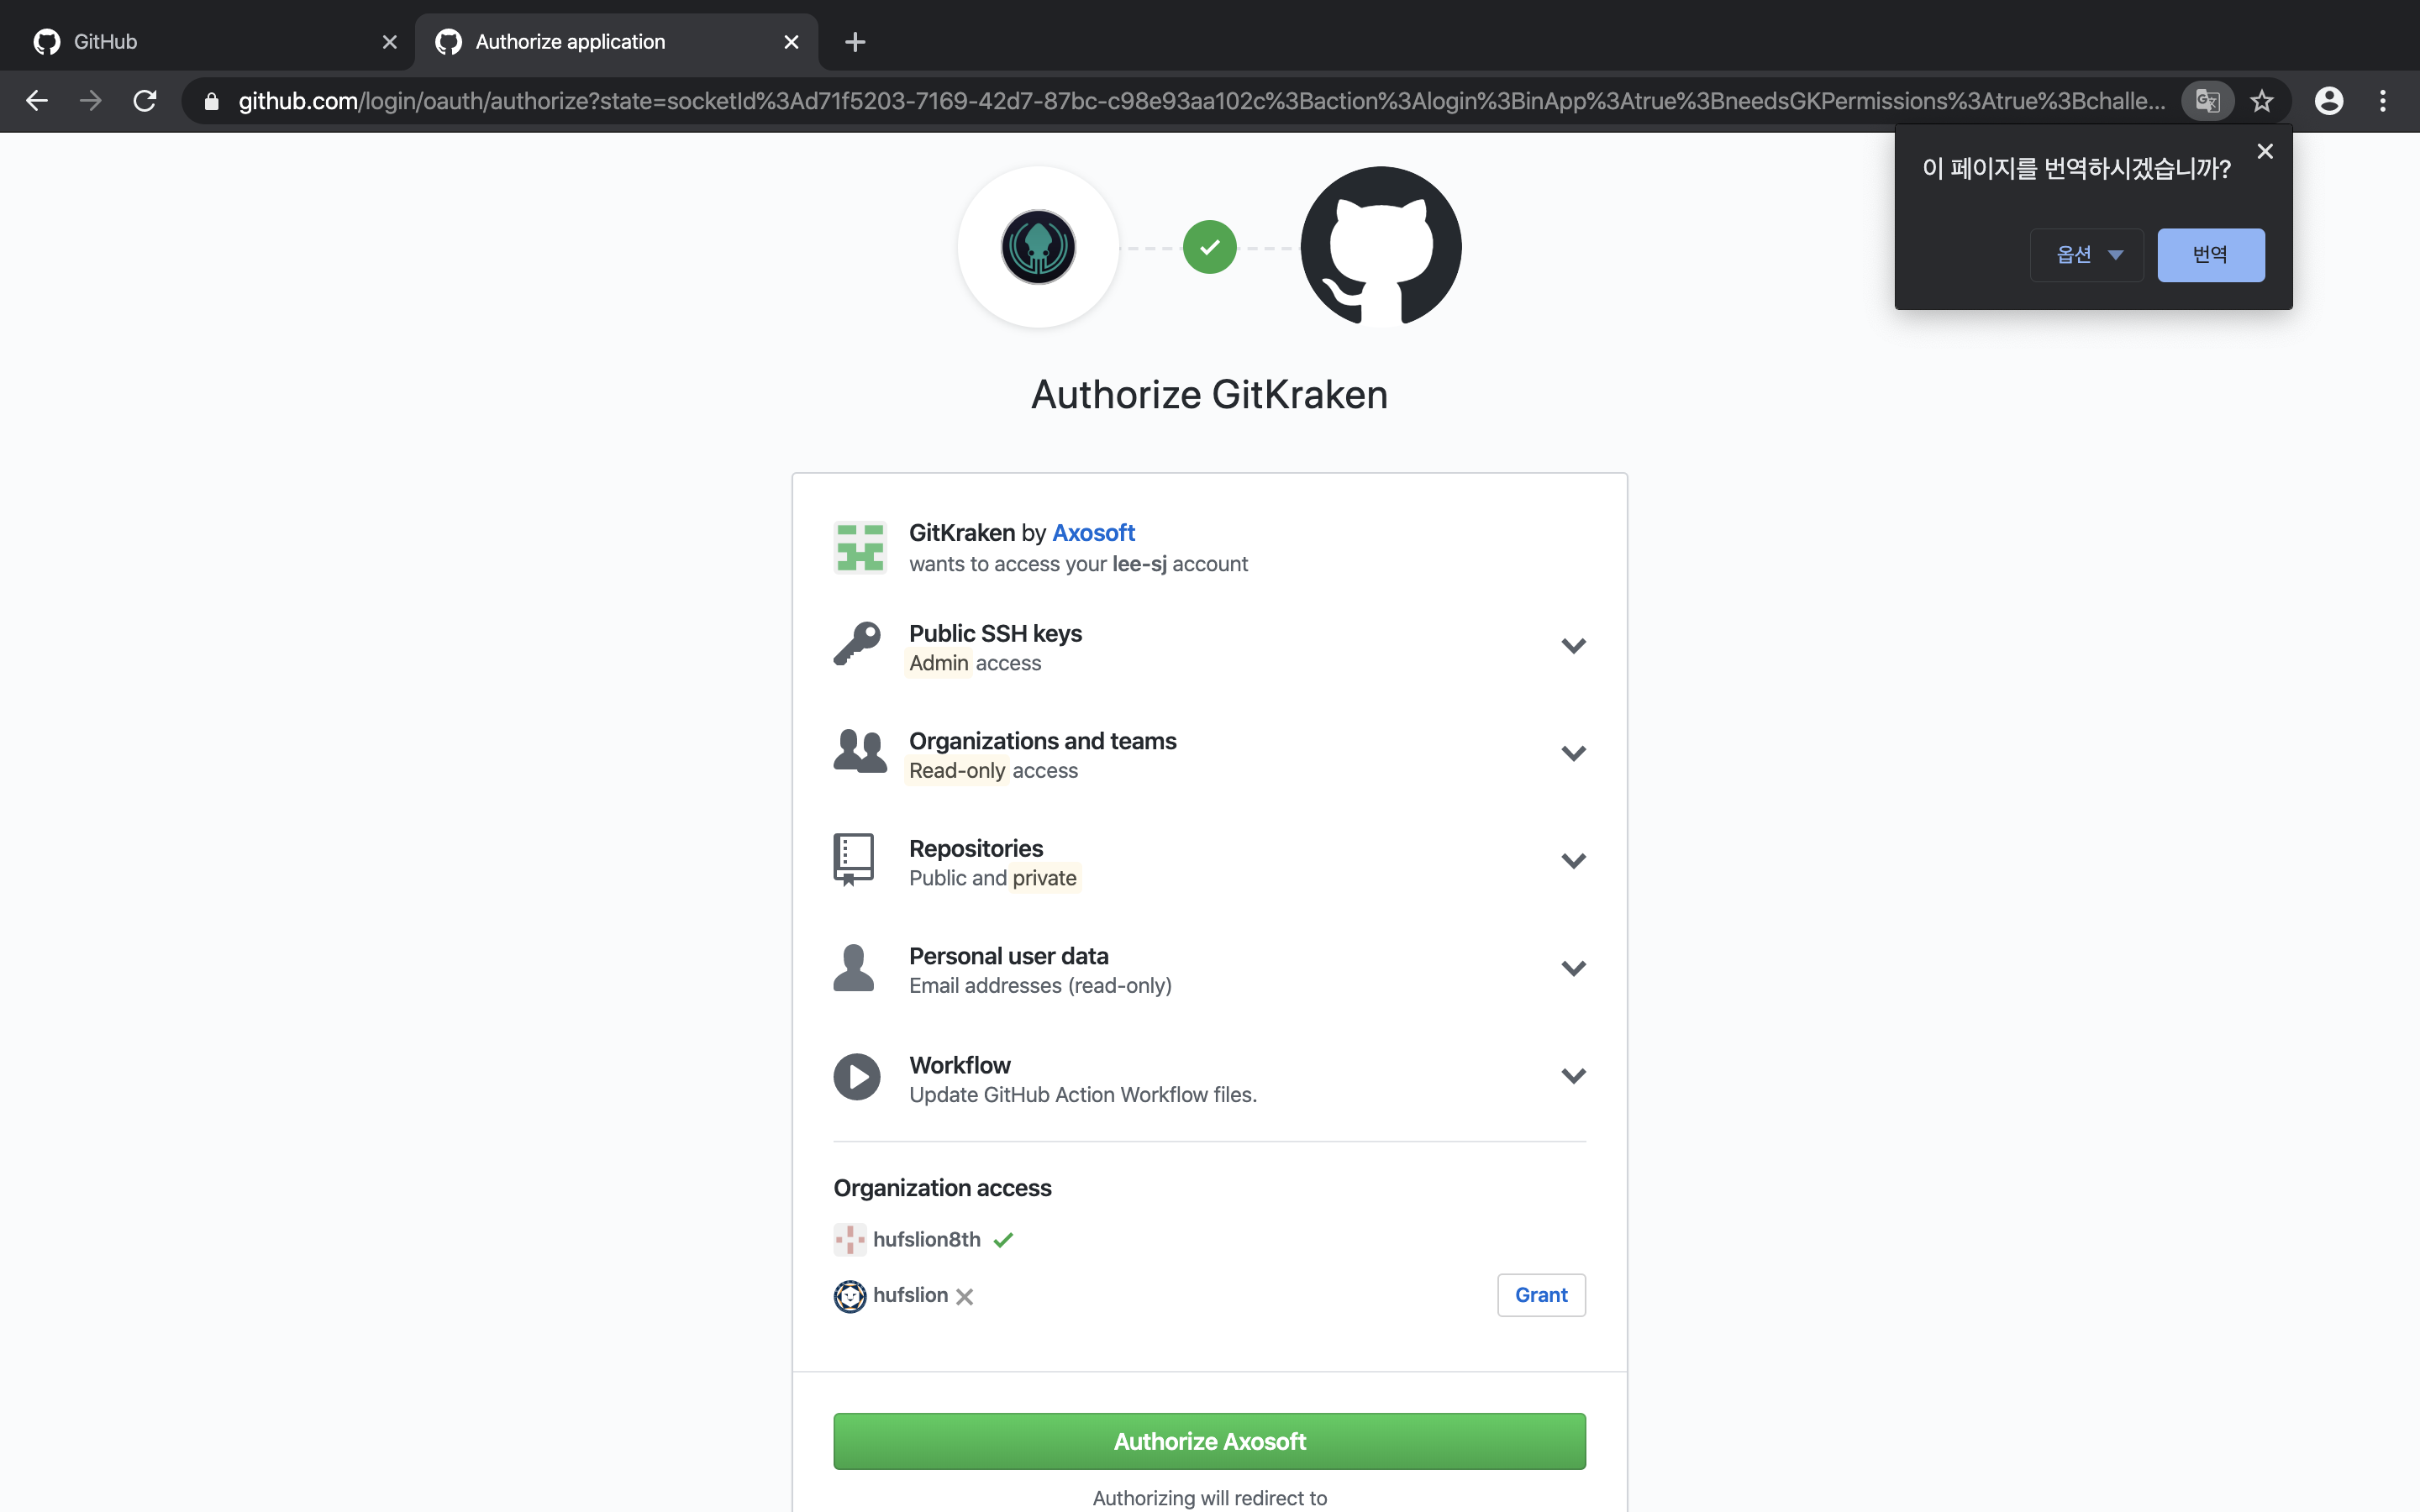 GitHub
Authorize application
github.com/login/oauth/authorize?state=socketId%3Ad71f5203-7169-42d7-87bc-c98e93aa102c%3Baction%3Alogin%3BinApp%3Atrue%3BneedsGKPermissions%3Atrue%3Bchalle...
이 페이지를 번역하시겠습니까?
옵션
번역
Authorize GitKraken
GitKraken by Axosoft
wants to access your lee-sj account
Public SSH keys
Admin access
Organizations and teams
Read-only access
Repositories
Public and private
Personal user data
Email addresses (read-only)
Workflow
Update GitHub Action Workflow files.
Organization access
hufslion8th
hufslion
Grant
Authorize Axosoft
Authorizing will redirect to